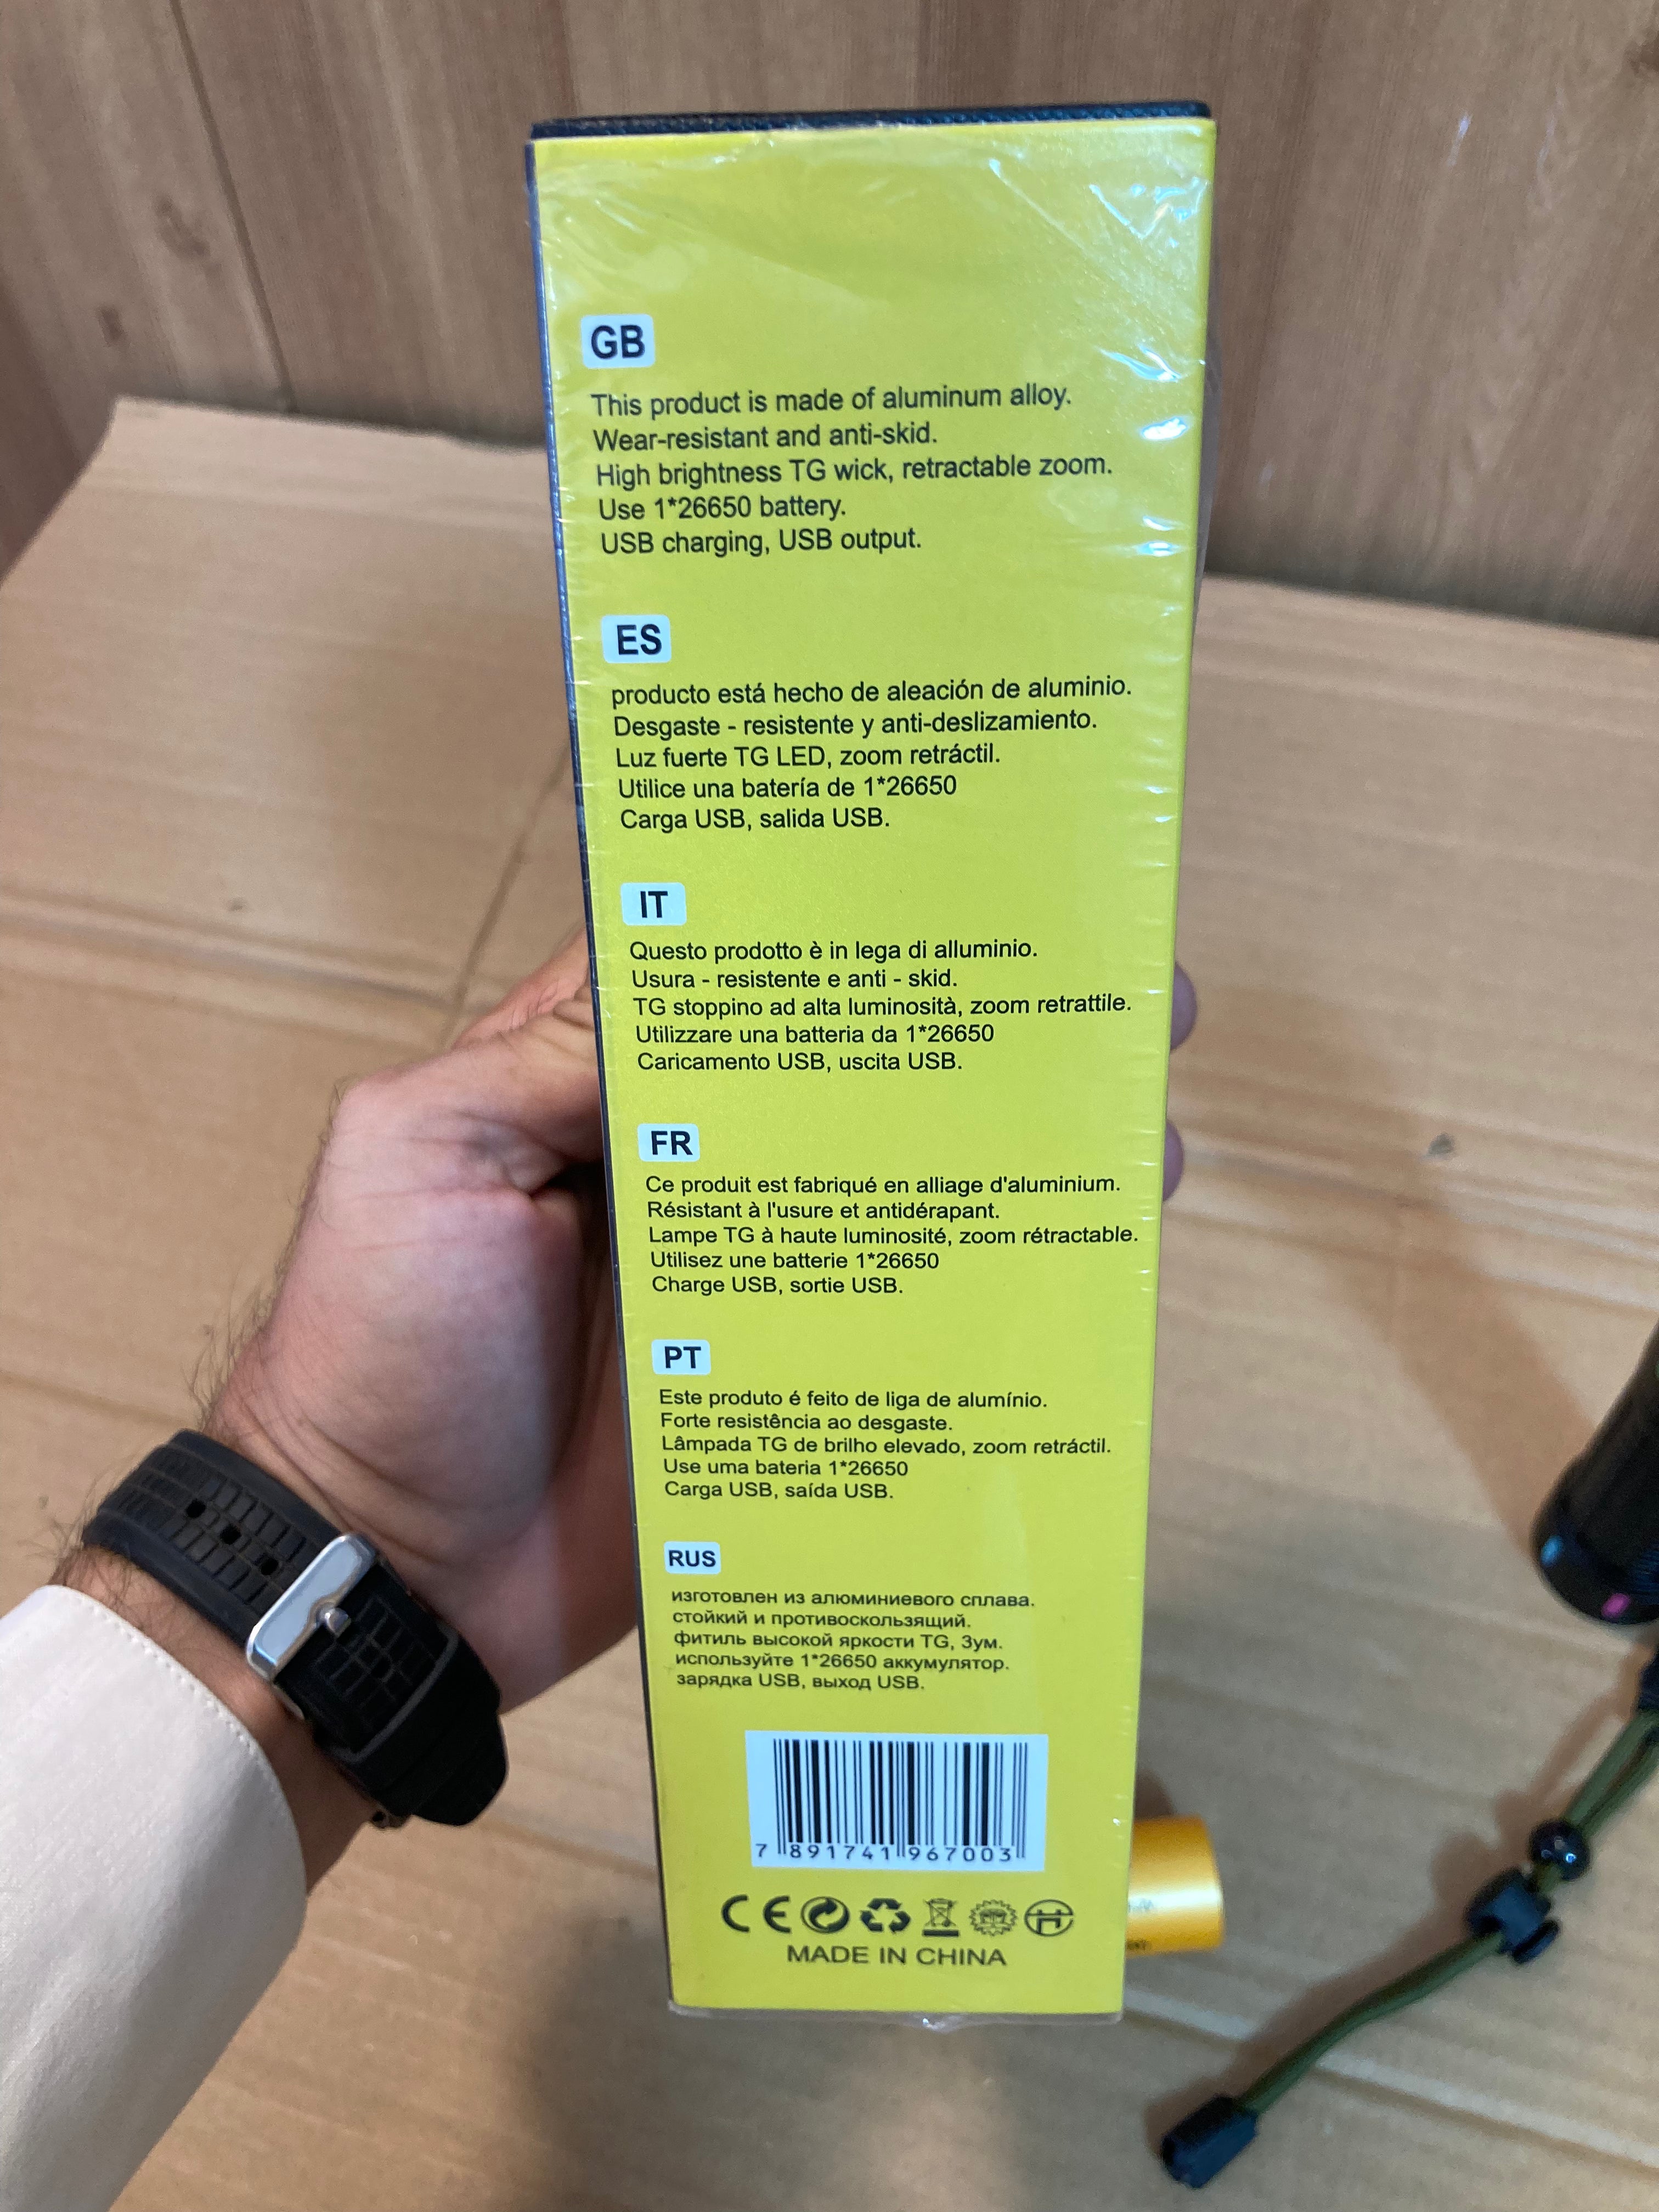 GB
This product is made of aluminum alloy.
Wear-resistant and anti-skid.
High brightness TG wick, retractable zoom.
Use 1*26650 battery.
USB charging, USB output.
ES
producto está hecho de aleación de aluminio.
Desgaste - resistente y anti-deslizamiento.
Luz fuerte TG LED, zoom retráctil.
Utilice una batería de 1*26650
Carga USB, salida USB.
IT
Questo prodotto è in lega di alluminio.
Usura - resistente e anti - skid.
TG stoppino ad alta luminosità, zoom retrattile.
Utilizzare una batteria da 1*26650
Caricamento USB, uscita USB.
FR
Ce produit est fabriqué en alliage d'aluminium.
Résistant à l'usure et antidérapant.
Lampe TG à haute luminosité, zoom rétractable.
Utilisez une batterie 1*26650
Charge USB, sortie USB.
PT
Este produto é feito de liga de alumínio.
Forte resistência ao desgaste.
Lâmpada TG de brilho elevado, zoom retráctil.
Use uma bateria 1*26650
Carga USB, saída USB.
RUS
изготовлен из алюминиевого сплава.
стойкий и противоскользящий.
фитиль высокой яркости TG, Зум.
используйте 1*26650 аккумулятор.
зарядка USB, выход USB.
7 891741 967003
CE
MADE IN CHINA